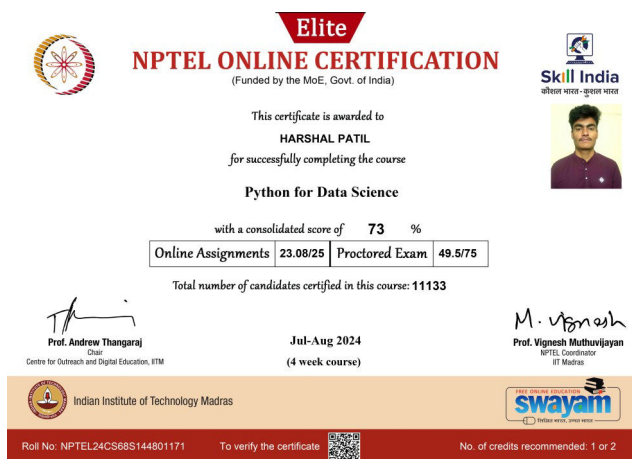 Elite
NPTEL ONLINE CERTIFICATION
(Funded by the MoE, Govt. of India)
Skill India
कौशल भारत - कुशल भारत
This certificate is awarded to
HARSHAL PATIL
for successfully completing the course
Python for Data Science
with a consolidated score of 73 %
Online Assignments 23.08/25 Proctored Exam 49.5/75
Total number of candidates certified in this course: 11133
M. Vignesh
Prof. Andrew Thangaraj
Chair
Centre for Outreach and Digital Education, IITM
Jul-Aug 2024
(4 week course)
Prof. Vignesh Muthuvijayan
NPTEL Coordinator
IIT Madras
Indian Institute of Technology Madras
FREE ONLINE EDUCATION
swayam
शिक्षित भारत, उन्नत भारत
Roll No: NPTEL24CS68S144801171 To verify the certificate No. of credits recommended: 1 or 2